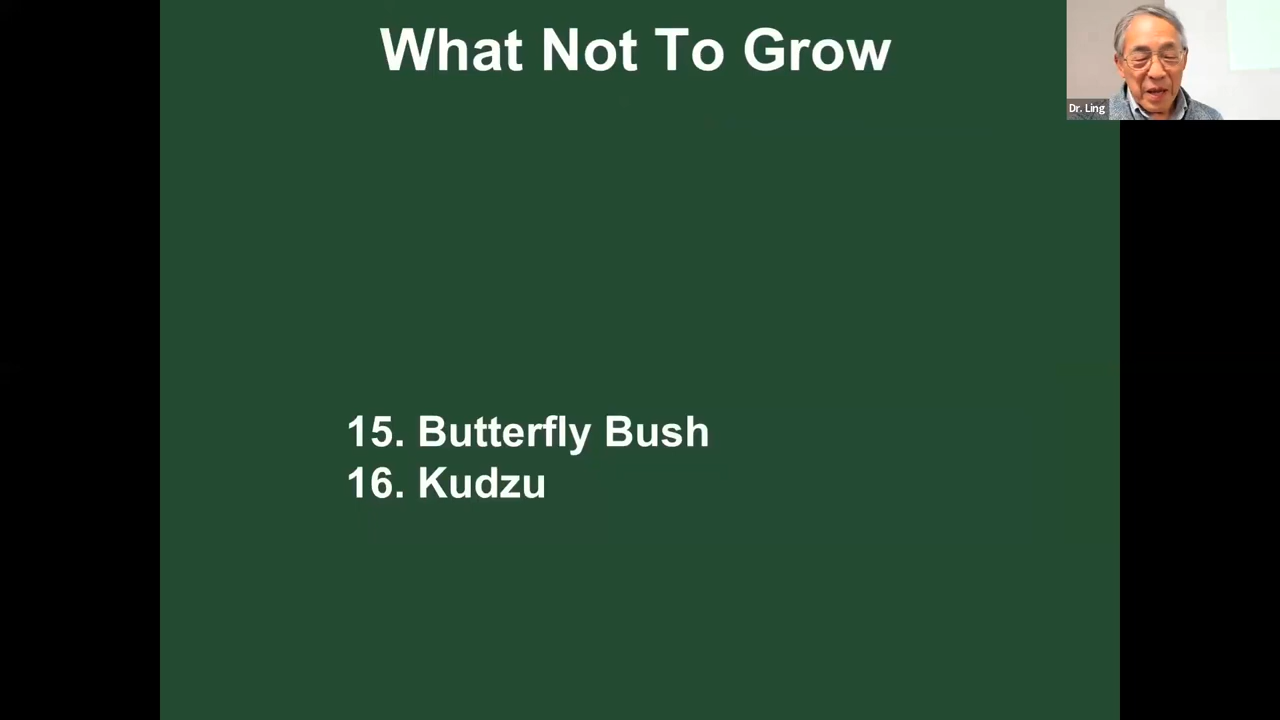 What Not To Grow
Dr. Ling
15. Butterfly Bush
16. Kudzu